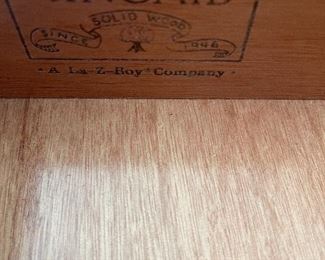 SOLID WOOD
SINCE 1946
· A La-Z-Boy® Company ·